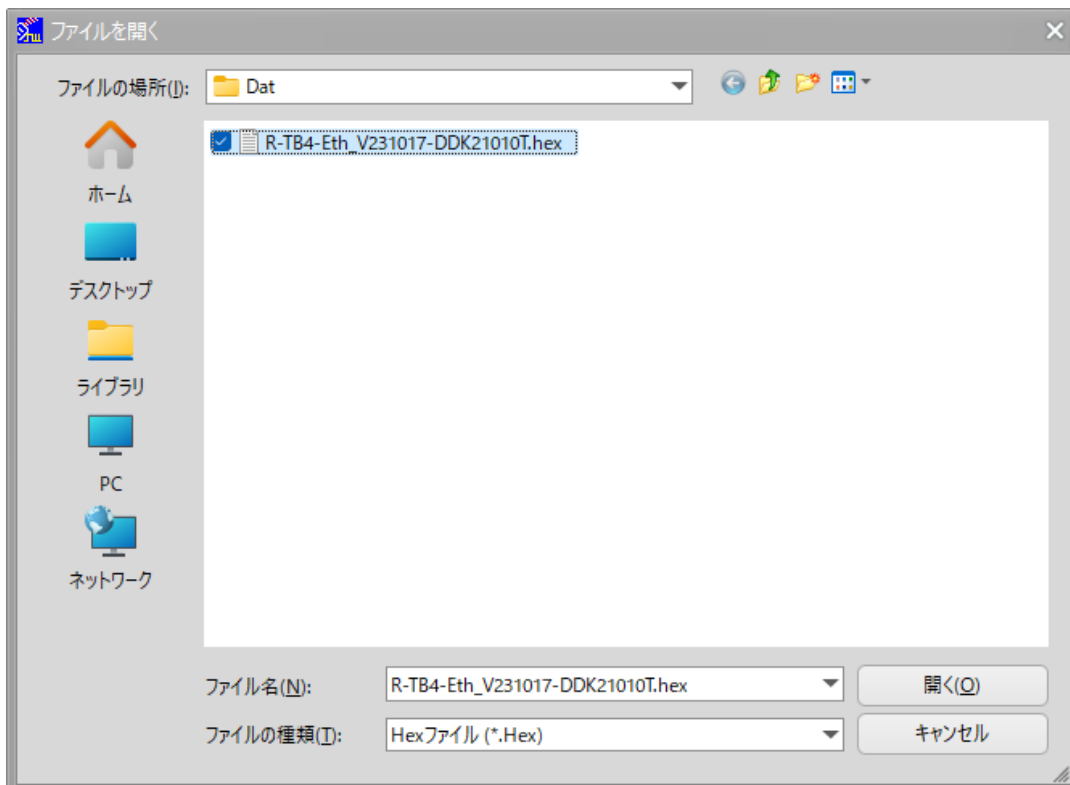 ファイルを開く
ファイルの場所(I):
Dat
R-TB4-Eth_V231017-DDK21010T.hex
ホーム
デスクトップ
ライブラリ
PC
ネットワーク
ファイル名(N):
R-TB4-Eth_V231017-DDK21010T.hex
開く(O)
ファイルの種類(T):
Hexファイル (*.Hex)
キャンセル